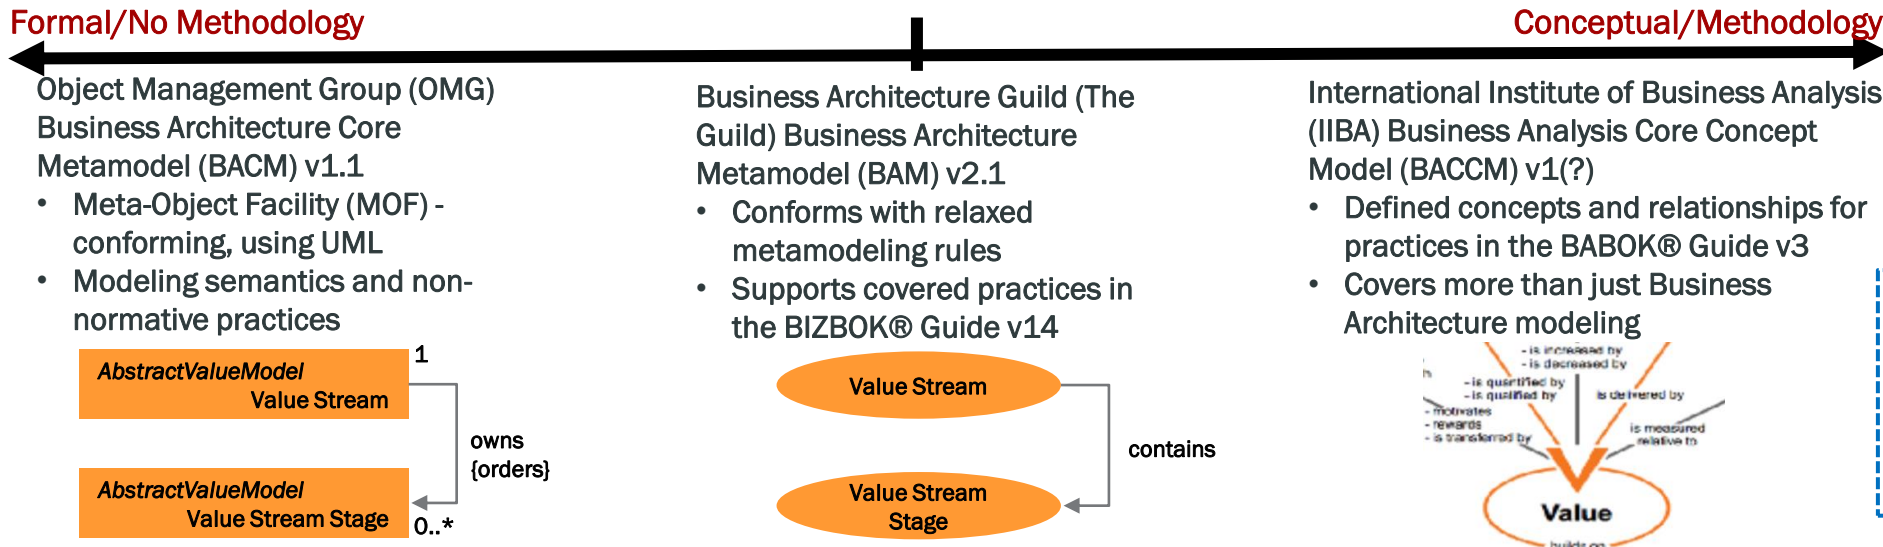 Formal/No Methodology
Conceptual/Methodology
Object Management Group (OMG)
Business Architecture Core
Metamodel (BACM) v1.1
• Meta-Object Facility (MOF) -
conforming, using UML
• Modeling semantics and non-
normative practices
AbstractValueModel
Value Stream
1
owns
{orders}
AbstractValueModel
Value Stream Stage
0..*
Business Architecture Guild (The
Guild) Business Architecture
Metamodel (BAM) v2.1
• Conforms with relaxed
metamodeling rules
• Supports covered practices in
the BIZBOK® Guide v14
Value Stream
contains
Value Stream
Stage
International Institute of Business Analysis
(IIBA) Business Analysis Core Concept
Model (BACCM) v1(?)
• Defined concepts and relationships for
practices in the BABOK® Guide v3
• Covers more than just Business
Architecture modeling
- is increased by
- is decreased by
- is quantified by
- is qualified by
is delivered by
- motivates
- rewards
- is transferred by
is measured
relative to
Value
builds on